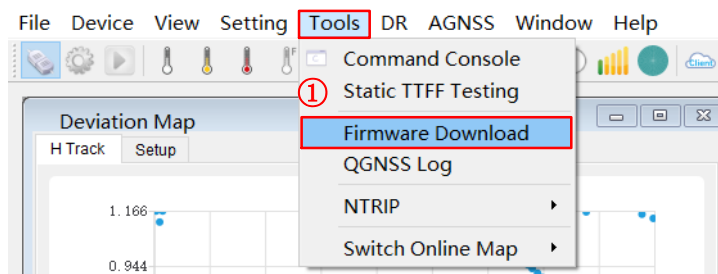 File Device View Setting Tools DR AGNSS Window Help
F
C
Client
Command Console
① Static TTFF Testing
Firmware Download
QGNSS Log
NTRIP
Switch Online Map
Deviation Map
H Track Setup
1.166
0.944